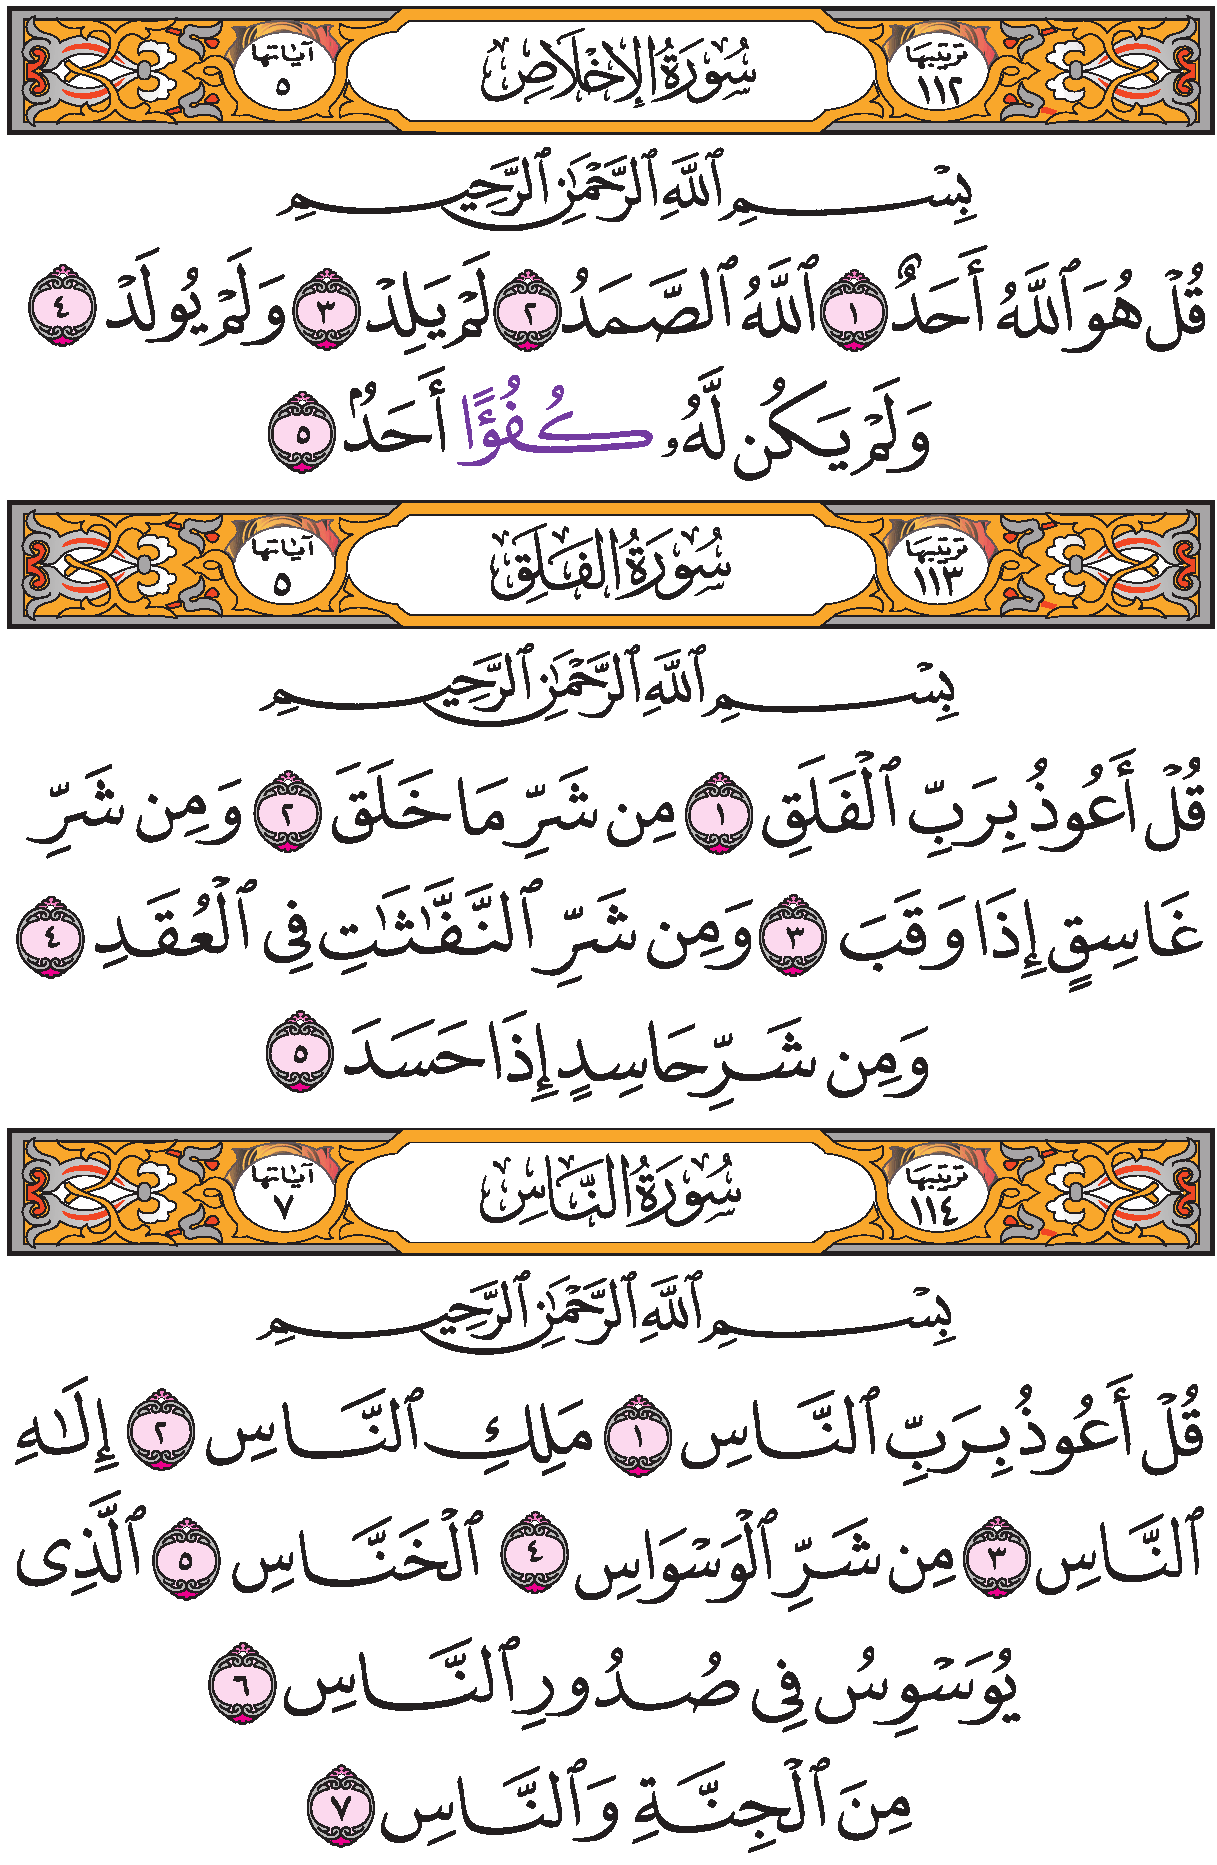 ترتيبها ١١٢ سُورَةُ الإِخْلَاصِ آياتها ٥
بِسْمِ ٱللَّهِ ٱلرَّحْمَٰنِ ٱلرَّحِيمِ
قُلْ هُوَ ٱللَّهُ أَحَدٌ ١ ٱللَّهُ ٱلصَّمَدُ ٢ لَمْ يَلِدْ ٣ وَلَمْ يُولَدْ ٤
وَلَمْ يَكُن لَّهُۥ كُفُؤًا أَحَدُۢ ٥
ترتيبها ١١٣ سُورَةُ الفَلَقِ آياتها ٥
بِسْمِ ٱللَّهِ ٱلرَّحْمَٰنِ ٱلرَّحِيمِ
قُلْ أَعُوذُ بِرَبِّ ٱلْفَلَقِ ١ مِن شَرِّ مَا خَلَقَ ٢ وَمِن شَرِّ
غَاسِقٍ إِذَا وَقَبَ ٣ وَمِن شَرِّ ٱلنَّفَّٰثَٰتِ فِى ٱلْعُقَدِ ٤
وَمِن شَرِّ حَاسِدٍ إِذَا حَسَدَ ٥
ترتيبها ١١٤ سُورَةُ النَّاسِ آياتها ٧
بِسْمِ ٱللَّهِ ٱلرَّحْمَٰنِ ٱلرَّحِيمِ
قُلْ أَعُوذُ بِرَبِّ ٱلنَّاسِ ١ مَلِكِ ٱلنَّاسِ ٢ إِلَٰهِ
ٱلنَّاسِ ٣ مِن شَرِّ ٱلْوَسْوَاسِ ٤ ٱلْخَنَّاسِ ٥ ٱلَّذِى
يُوَسْوِسُ فِى صُدُورِ ٱلنَّاسِ ٦
مِنَ ٱلْجِنَّةِ وَٱلنَّاسِ ٧